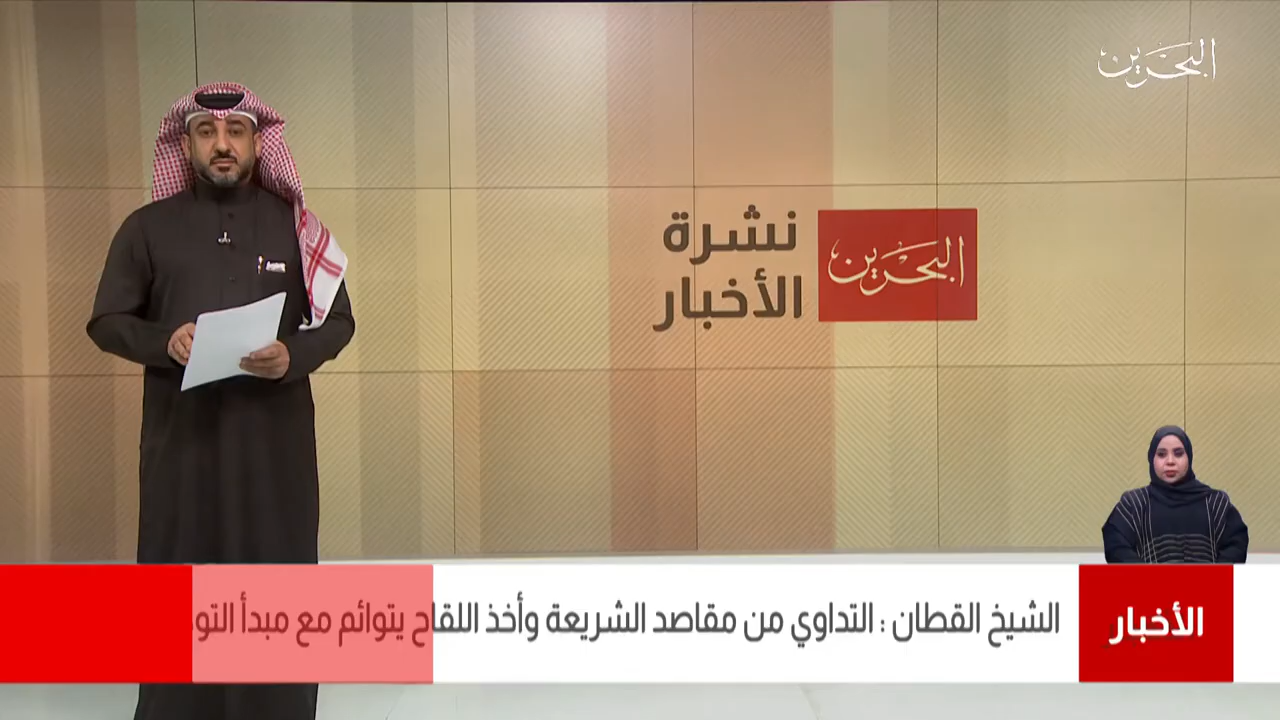 البحرين
نشرة
الأخبار
البحرين
الأخبار
الشيخ القطان : التداوي من مقاصد الشريعة وأخذ اللقاح يتوائم مع مبدأ